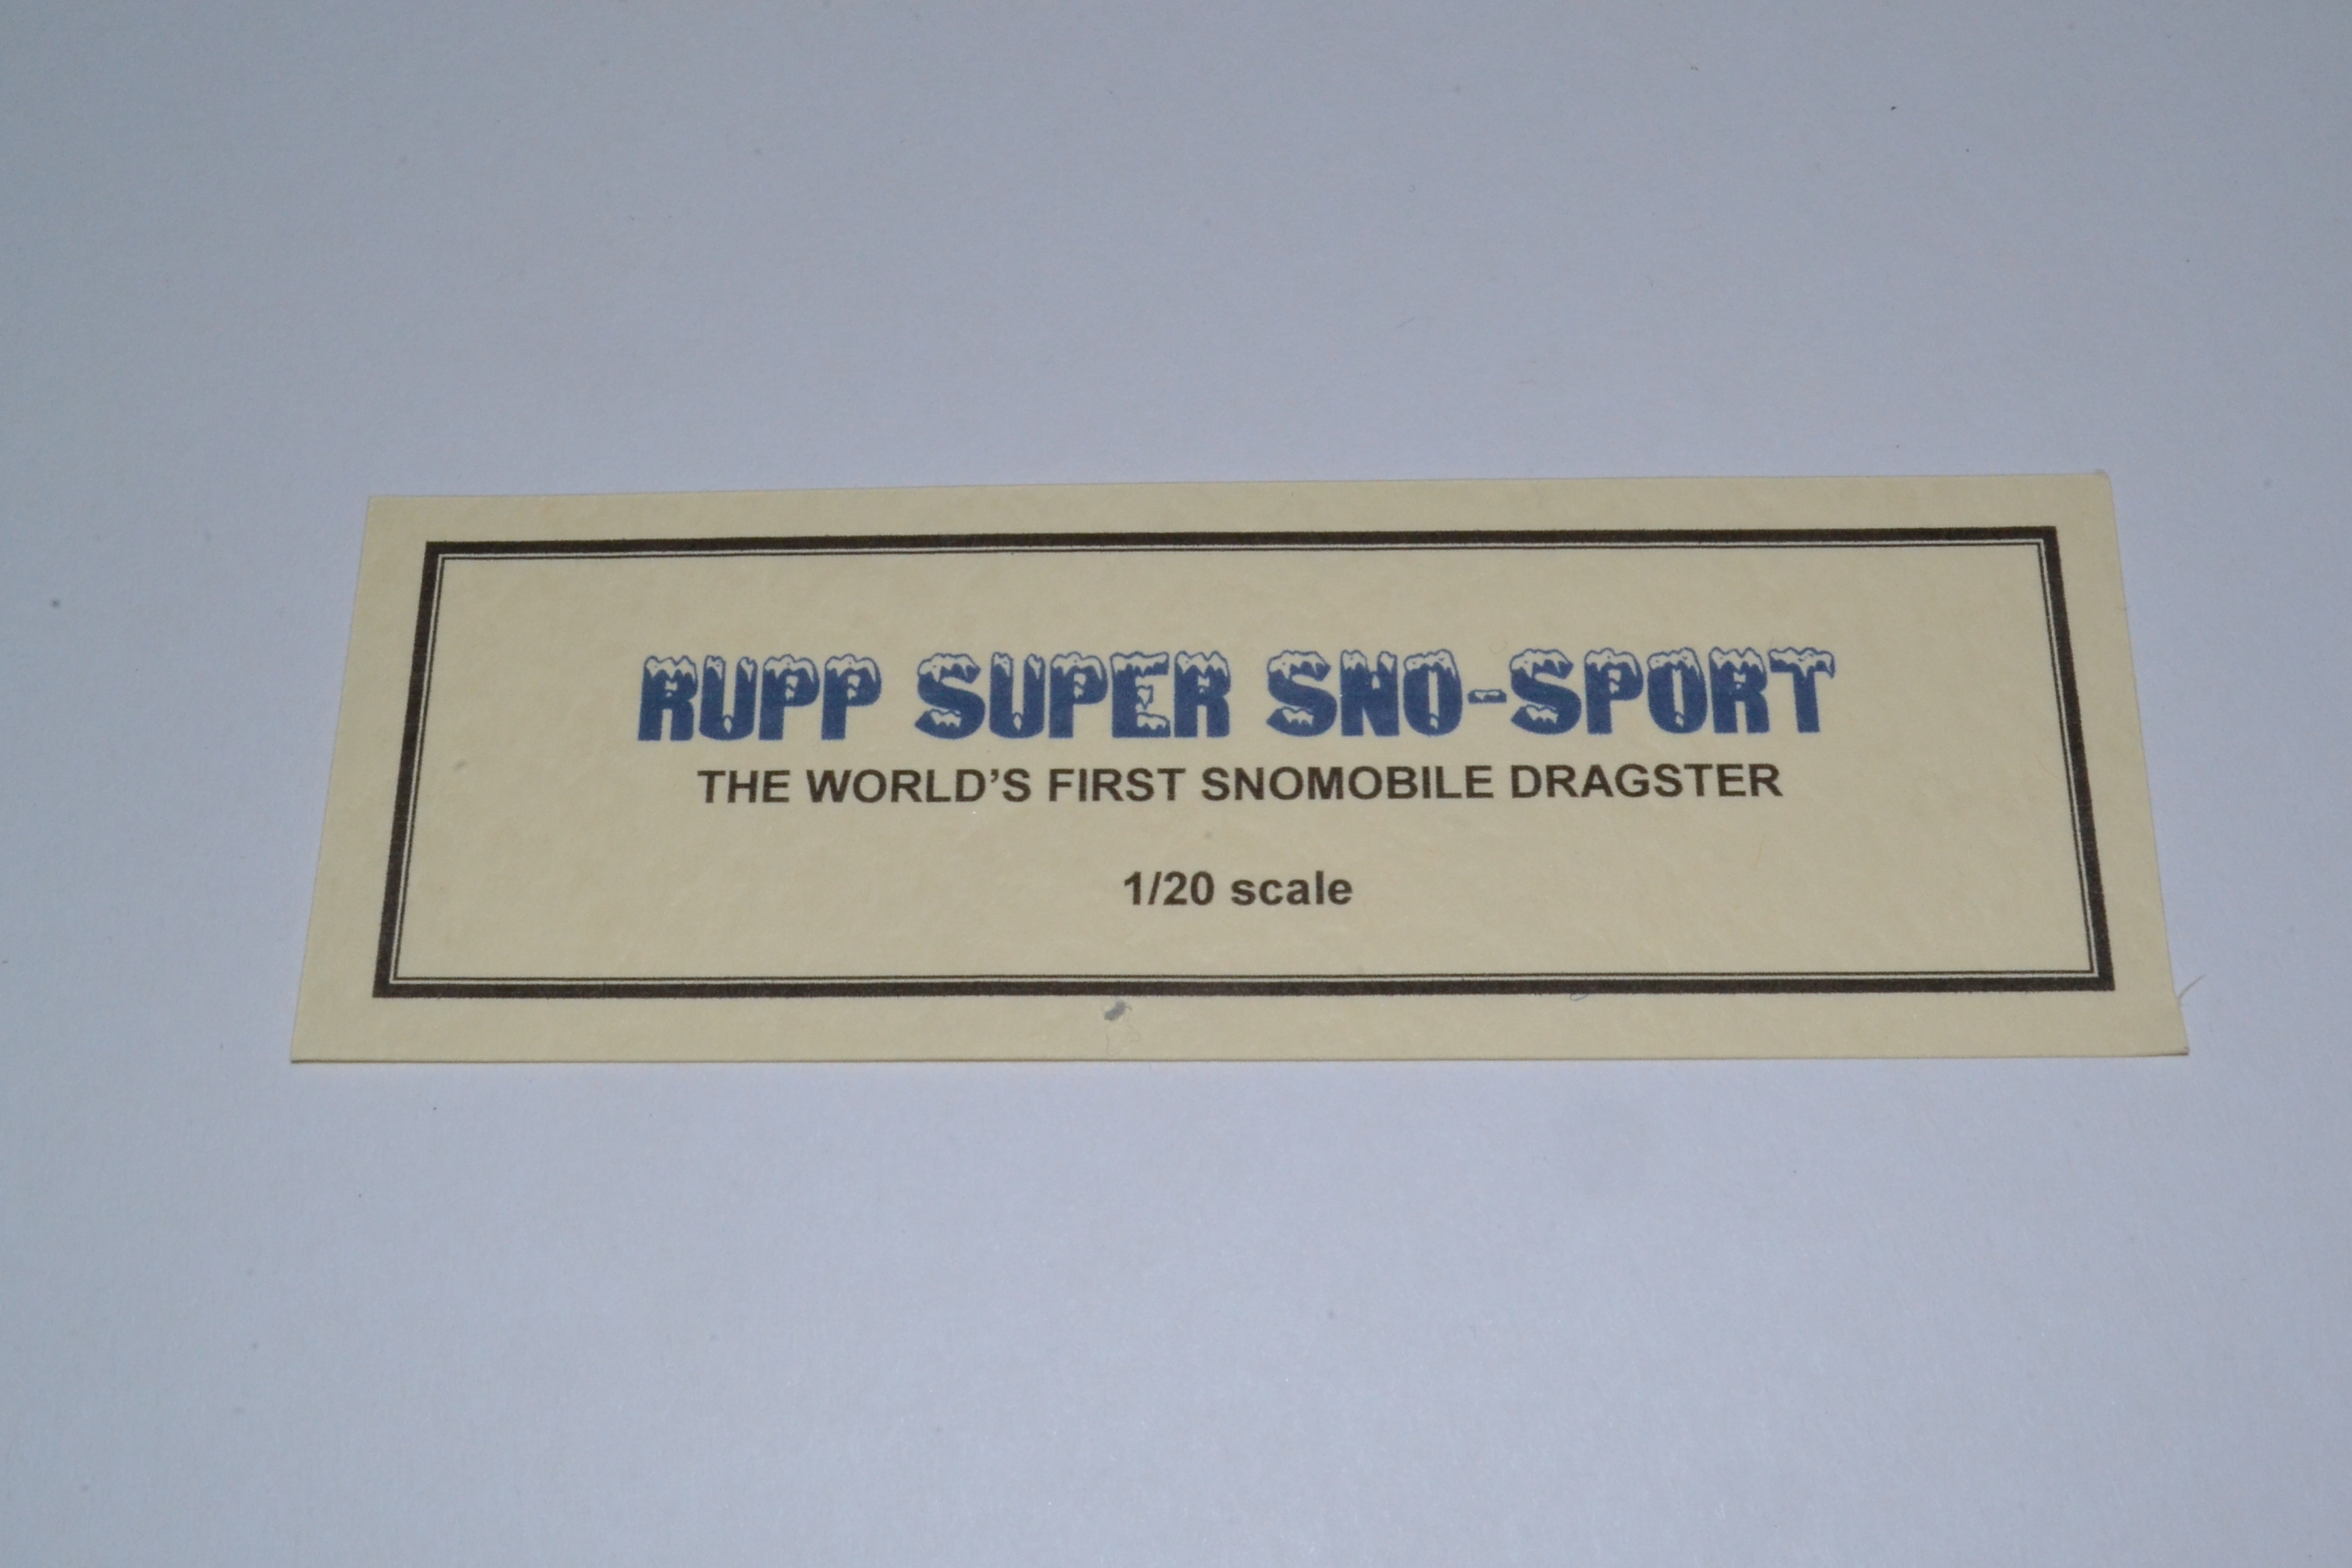 RUPP SUPER SNO-SPORT
THE WORLD’S FIRST SNOMOBILE DRAGSTER
1/20 scale